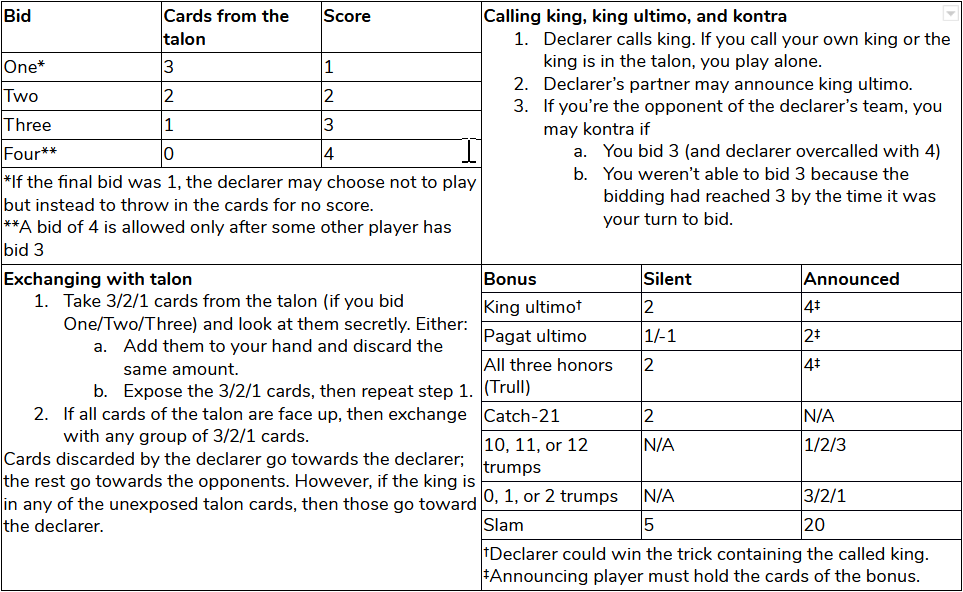 Bid Cards from the talon Score
One* 3 1
Two 2 2
Three 1 3
Four** 0 4
*If the final bid was 1, the declarer may choose not to play
but instead to throw in the cards for no score.
**A bid of 4 is allowed only after some other player has
bid 3
Calling king, king ultimo, and kontra
1. Declarer calls king. If you call your own king or the
king is in the talon, you play alone.
2. Declarer’s partner may announce king ultimo.
3. If you’re the opponent of the declarer’s team, you
may kontra if
a. You bid 3 (and declarer overcalled with 4)
b. You weren’t able to bid 3 because the
bidding had reached 3 by the time it was
your turn to bid.
Exchanging with talon
1. Take 3/2/1 cards from the talon (if you bid
One/Two/Three) and look at them secretly. Either:
a. Add them to your hand and discard the
same amount.
b. Expose the 3/2/1 cards, then repeat step 1.
2. If all cards of the talon are face up, then exchange
with any group of 3/2/1 cards.
Cards discarded by the declarer go towards the declarer;
the rest go towards the opponents. However, if the king is
in any of the unexposed talon cards, then those go toward
the declarer.
Bonus Silent Announced
King ultimo† 2 4‡
Pagat ultimo 1/-1 2‡
All three honors (Trull) 2 4‡
Catch-21 2 N/A
10, 11, or 12 trumps N/A 1/2/3
0, 1, or 2 trumps N/A 3/2/1
Slam 5 20
†Declarer could win the trick containing the called king.
‡Announcing player must hold the cards of the bonus.